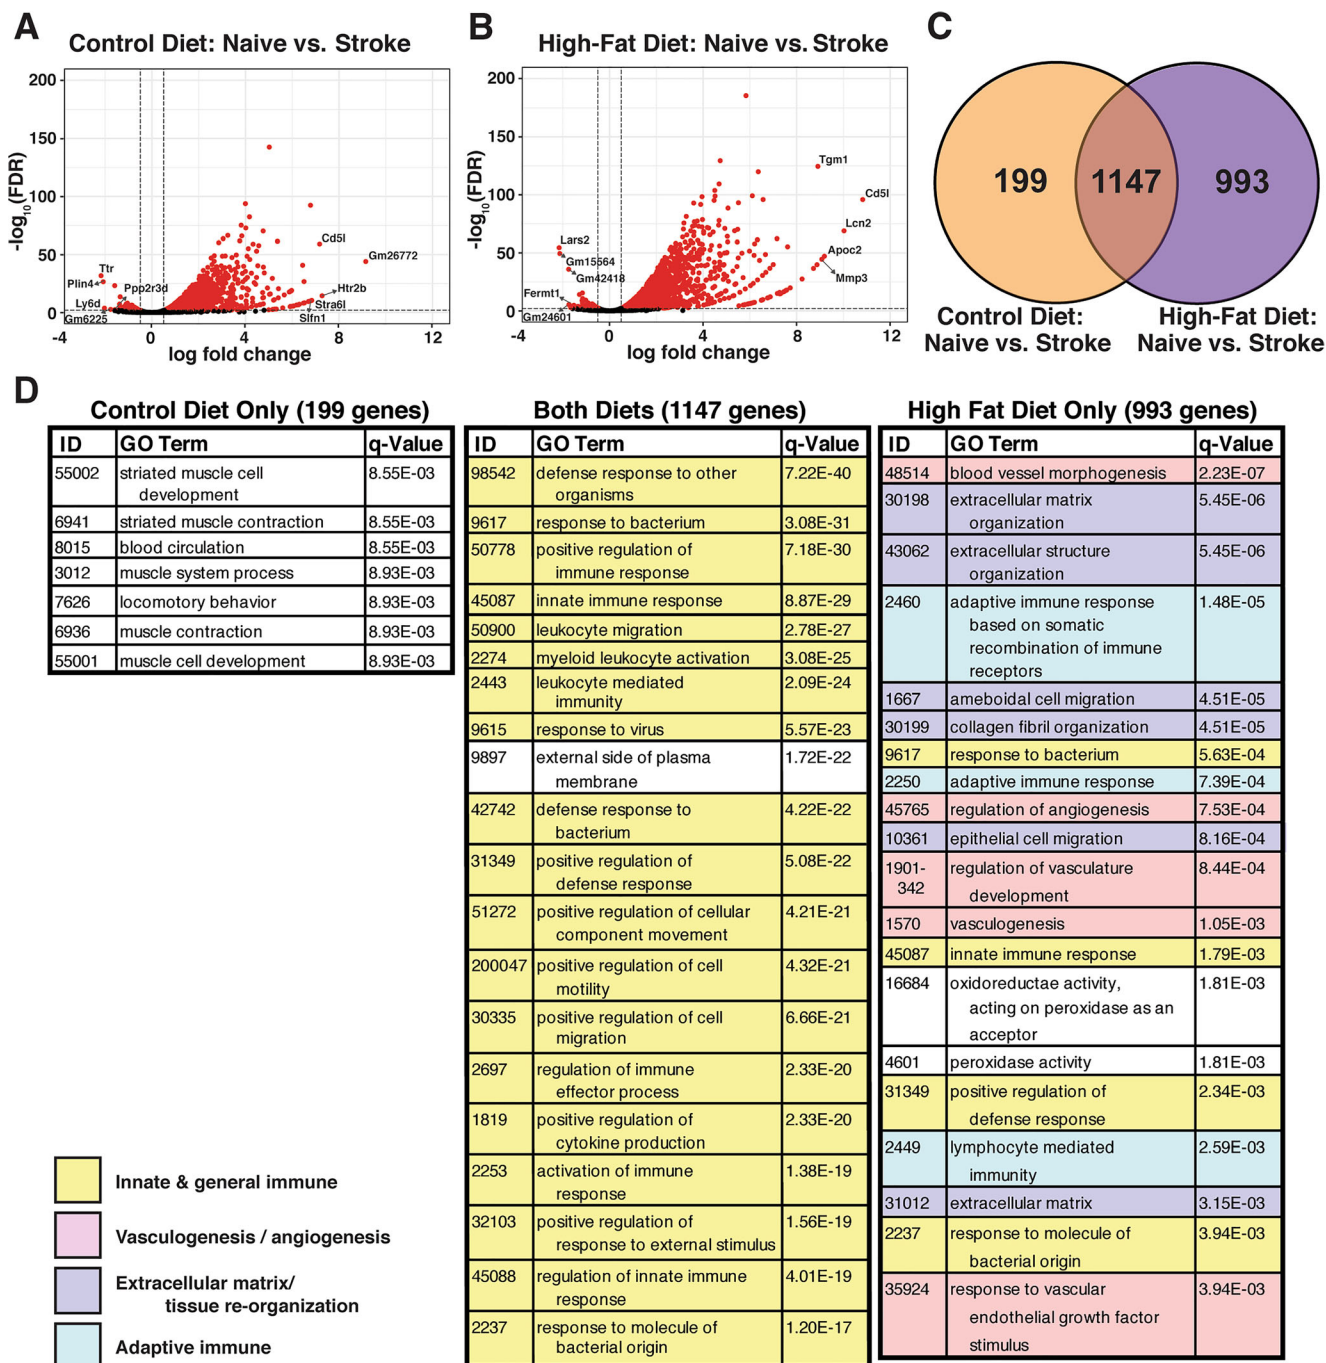 A
Control Diet: Naive vs. Stroke
-log10(FDR)
200
150
100
50
0
-4
0
4
8
12
log fold change
Ttr
Plin4
Ppp2r3d
Ly6d
Gm6225
Cd5l
Gm26772
Htr2b
Stra6l
Slfn1
B
High-Fat Diet: Naive vs. Stroke
-log10(FDR)
200
150
100
50
0
-4
0
4
8
12
log fold change
Lars2
Gm15564
Gm42418
Fermt1
Gm24601
Tgm1
Cd5l
Lcn2
Apoc2
Mmp3
C
199
1147
993
Control Diet:
Naive vs. Stroke
High-Fat Diet:
Naive vs. Stroke
D
Control Diet Only (199 genes)
ID GO Term q-Value
55002 striated muscle cell 8.55E-03
development
6941 striated muscle contraction 8.55E-03
8015 blood circulation 8.55E-03
3012 muscle system process 8.93E-03
7626 locomotory behavior 8.93E-03
6936 muscle contraction 8.93E-03
55001 muscle cell development 8.93E-03
Both Diets (1147 genes)
ID GO Term q-Value
98542 defense response to other 7.22E-40
organisms
9617 response to bacterium 3.08E-31
50778 positive regulation of 7.18E-30
immune response
45087 innate immune response 8.87E-29
50900 leukocyte migration 2.78E-27
2274 myeloid leukocyte activation 3.08E-25
2443 leukocyte mediated 2.09E-24
immunity
9615 response to virus 5.57E-23
9897 external side of plasma 1.72E-22
membrane
42742 defense response to 4.22E-22
bacterium
31349 positive regulation of 5.08E-22
defense response
51272 positive regulation of cellular 4.21E-21
component movement
200047 positive regulation of cell 4.32E-21
motility
30335 positive regulation of cell 6.66E-21
migration
2697 regulation of immune 2.33E-20
effector process
1819 positive regulation of 2.33E-20
cytokine production
2253 activation of immune 1.38E-19
response
32103 positive regulation of 1.56E-19
response to external stimulus
45088 regulation of innate immune 4.01E-19
response
2237 response to molecule of 1.20E-17
bacterial origin
High Fat Diet Only (993 genes)
ID GO Term q-Value
48514 blood vessel morphogenesis 2.23E-07
30198 extracellular matrix 5.45E-06
organization
43062 extracellular structure 5.45E-06
organization
2460 adaptive immune response 1.48E-05
based on somatic
recombination of immune
receptors
1667 ameboidal cell migration 4.51E-05
30199 collagen fibril organization 4.51E-05
9617 response to bacterium 5.63E-04
2250 adaptive immune response 7.39E-04
45765 regulation of angiogenesis 7.53E-04
10361 epithelial cell migration 8.16E-04
1901- regulation of vasculature 8.44E-04
342 development
1570 vasculogenesis 1.05E-03
45087 innate immune response 1.79E-03
16684 oxidoreductae activity, 1.81E-03
acting on peroxidase as an
acceptor
4601 peroxidase activity 1.81E-03
31349 positive regulation of 2.34E-03
defense response
2449 lymphocyte mediated 2.59E-03
immunity
31012 extracellular matrix 3.15E-03
2237 response to molecule of 3.94E-03
bacterial origin
35924 response to vascular 3.94E-03
endothelial growth factor
stimulus
Innate & general immune
Vasculogenesis / angiogenesis
Extracellular matrix/
tissue re-organization
Adaptive immune